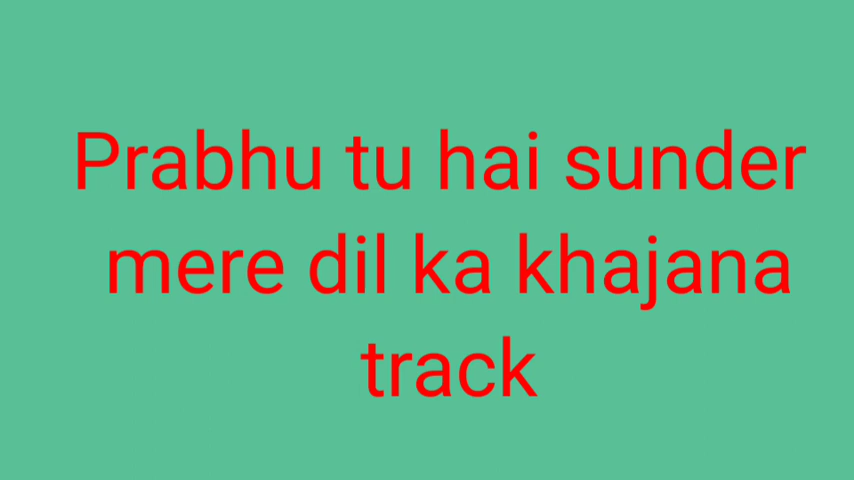 Prabhu tu hai sunder
mere dil ka khajana
track